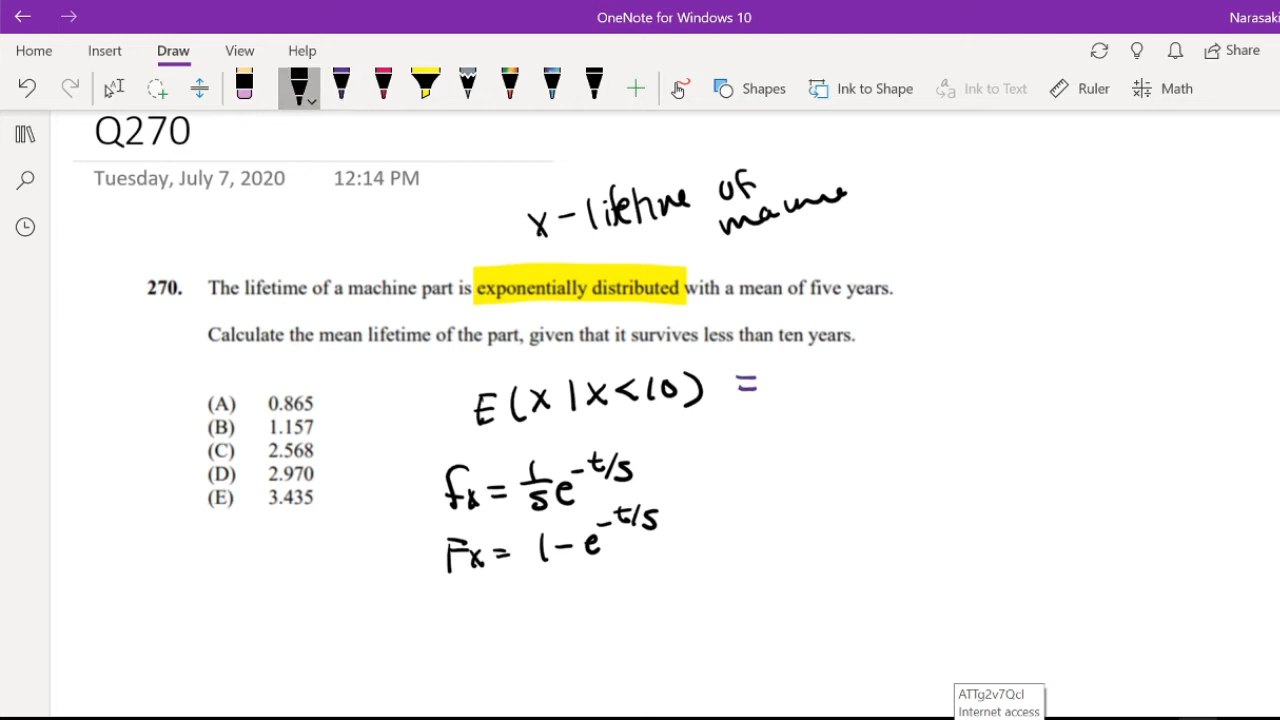 OneNote for Windows 10
Narasaki
Home Insert Draw View Help
Share
Shapes Ink to Shape Ink to Text Ruler Math
Q270
Tuesday, July 7, 2020 12:14 PM
x - lifetime of
270. The lifetime of a machine part is exponentially distributed with a mean of five years.
Calculate the mean lifetime of the part, given that it survives less than ten years.
E(X | X < 10) =
(A) 0.865
(B) 1.157
(C) 2.568
(D) 2.970
(E) 3.435
fx = 1/5 e^-t/5
Fx = 1 - e^-t/5
ATTg2v7Qcl
Internet access